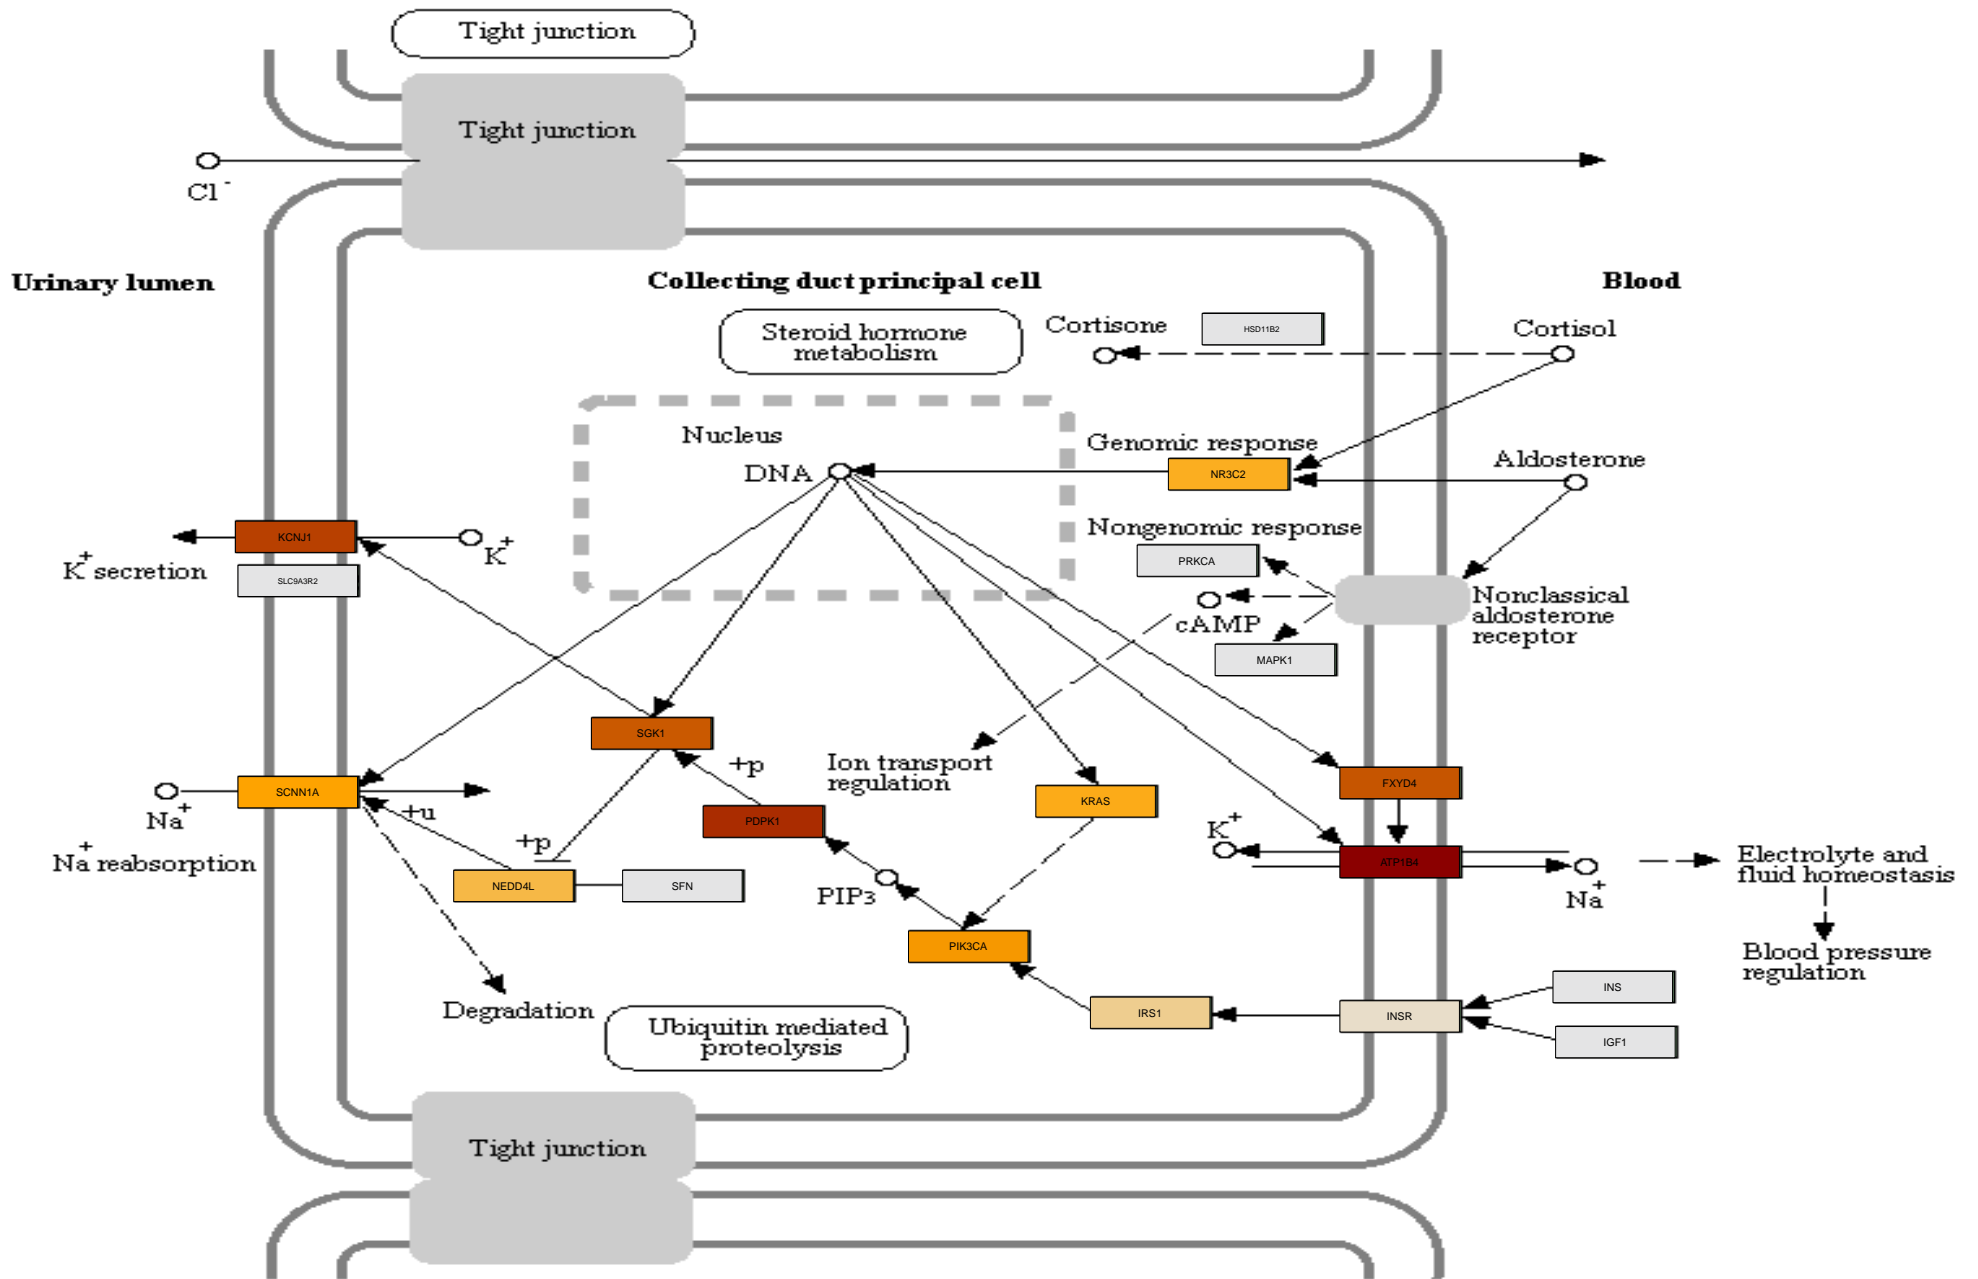 Tight junction
Tight junction
Cl -
Urinary lumen
Collecting duct principal cell
Blood
Steroid hormone
metabolism
Cortisone
HSD11B2
Cortisol
Nucleus
DNA
Genomic response
NR3C2
Aldosterone
Nongenomic response
PRKCA
cAMP
MAPK1
Nonclassical
aldosterone
receptor
KCNJ1
K+
K+ secretion
SLC9A3R2
SGK1
+p
Ion transport
regulation
KRAS
FXYD4
SCNN1A
Na+
Na+ reabsorption
+u
+p
PDPK1
NEDD4L
SFN
PIP3
K+
ATP1B4
Na+
Electrolyte and
fluid homeostasis
Blood pressure
regulation
PIK3CA
IRS1
INSR
INS
IGF1
Degradation
Ubiquitin mediated
proteolysis
Tight junction